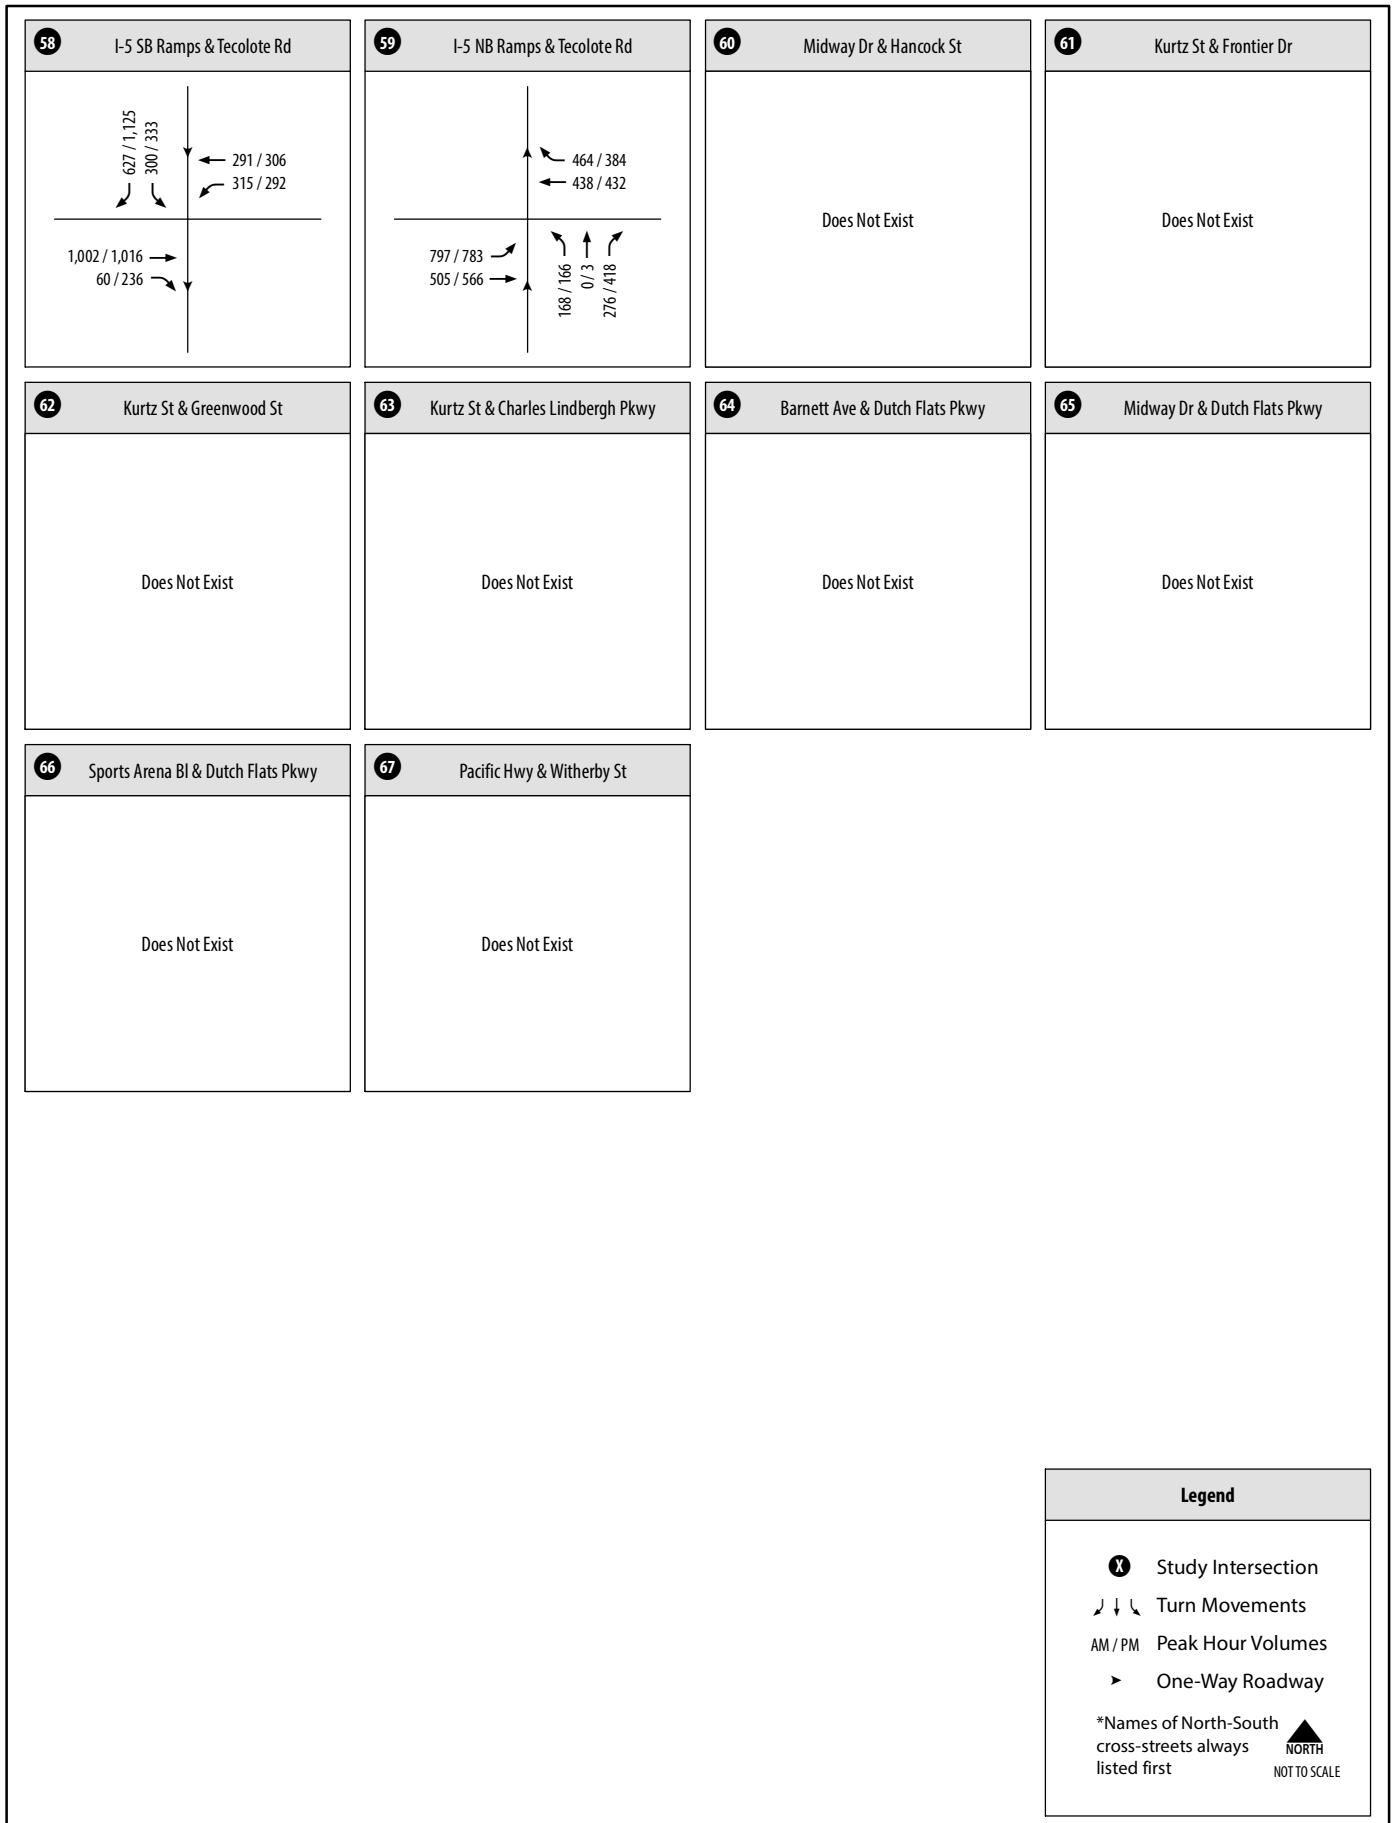 58 I-5 SB Ramps & Tecolote Rd
627 / 1,125
300 / 333
291 / 306
315 / 292
1,002 / 1,016
60 / 236
59 I-5 NB Ramps & Tecolote Rd
464 / 384
438 / 432
797 / 783
505 / 566
168 / 166
0 / 3
276 / 418
60 Midway Dr & Hancock St
Does Not Exist
61 Kurtz St & Frontier Dr
Does Not Exist
62 Kurtz St & Greenwood St
Does Not Exist
63 Kurtz St & Charles Lindbergh Pkwy
Does Not Exist
64 Barnett Ave & Dutch Flats Pkwy
Does Not Exist
65 Midway Dr & Dutch Flats Pkwy
Does Not Exist
66 Sports Arena Bl & Dutch Flats Pkwy
Does Not Exist
67 Pacific Hwy & Witherby St
Does Not Exist
Legend
X Study Intersection
Turn Movements
AM / PM Peak Hour Volumes
One-Way Roadway
*Names of North-South
cross-streets always
listed first
NORTH
NOT TO SCALE